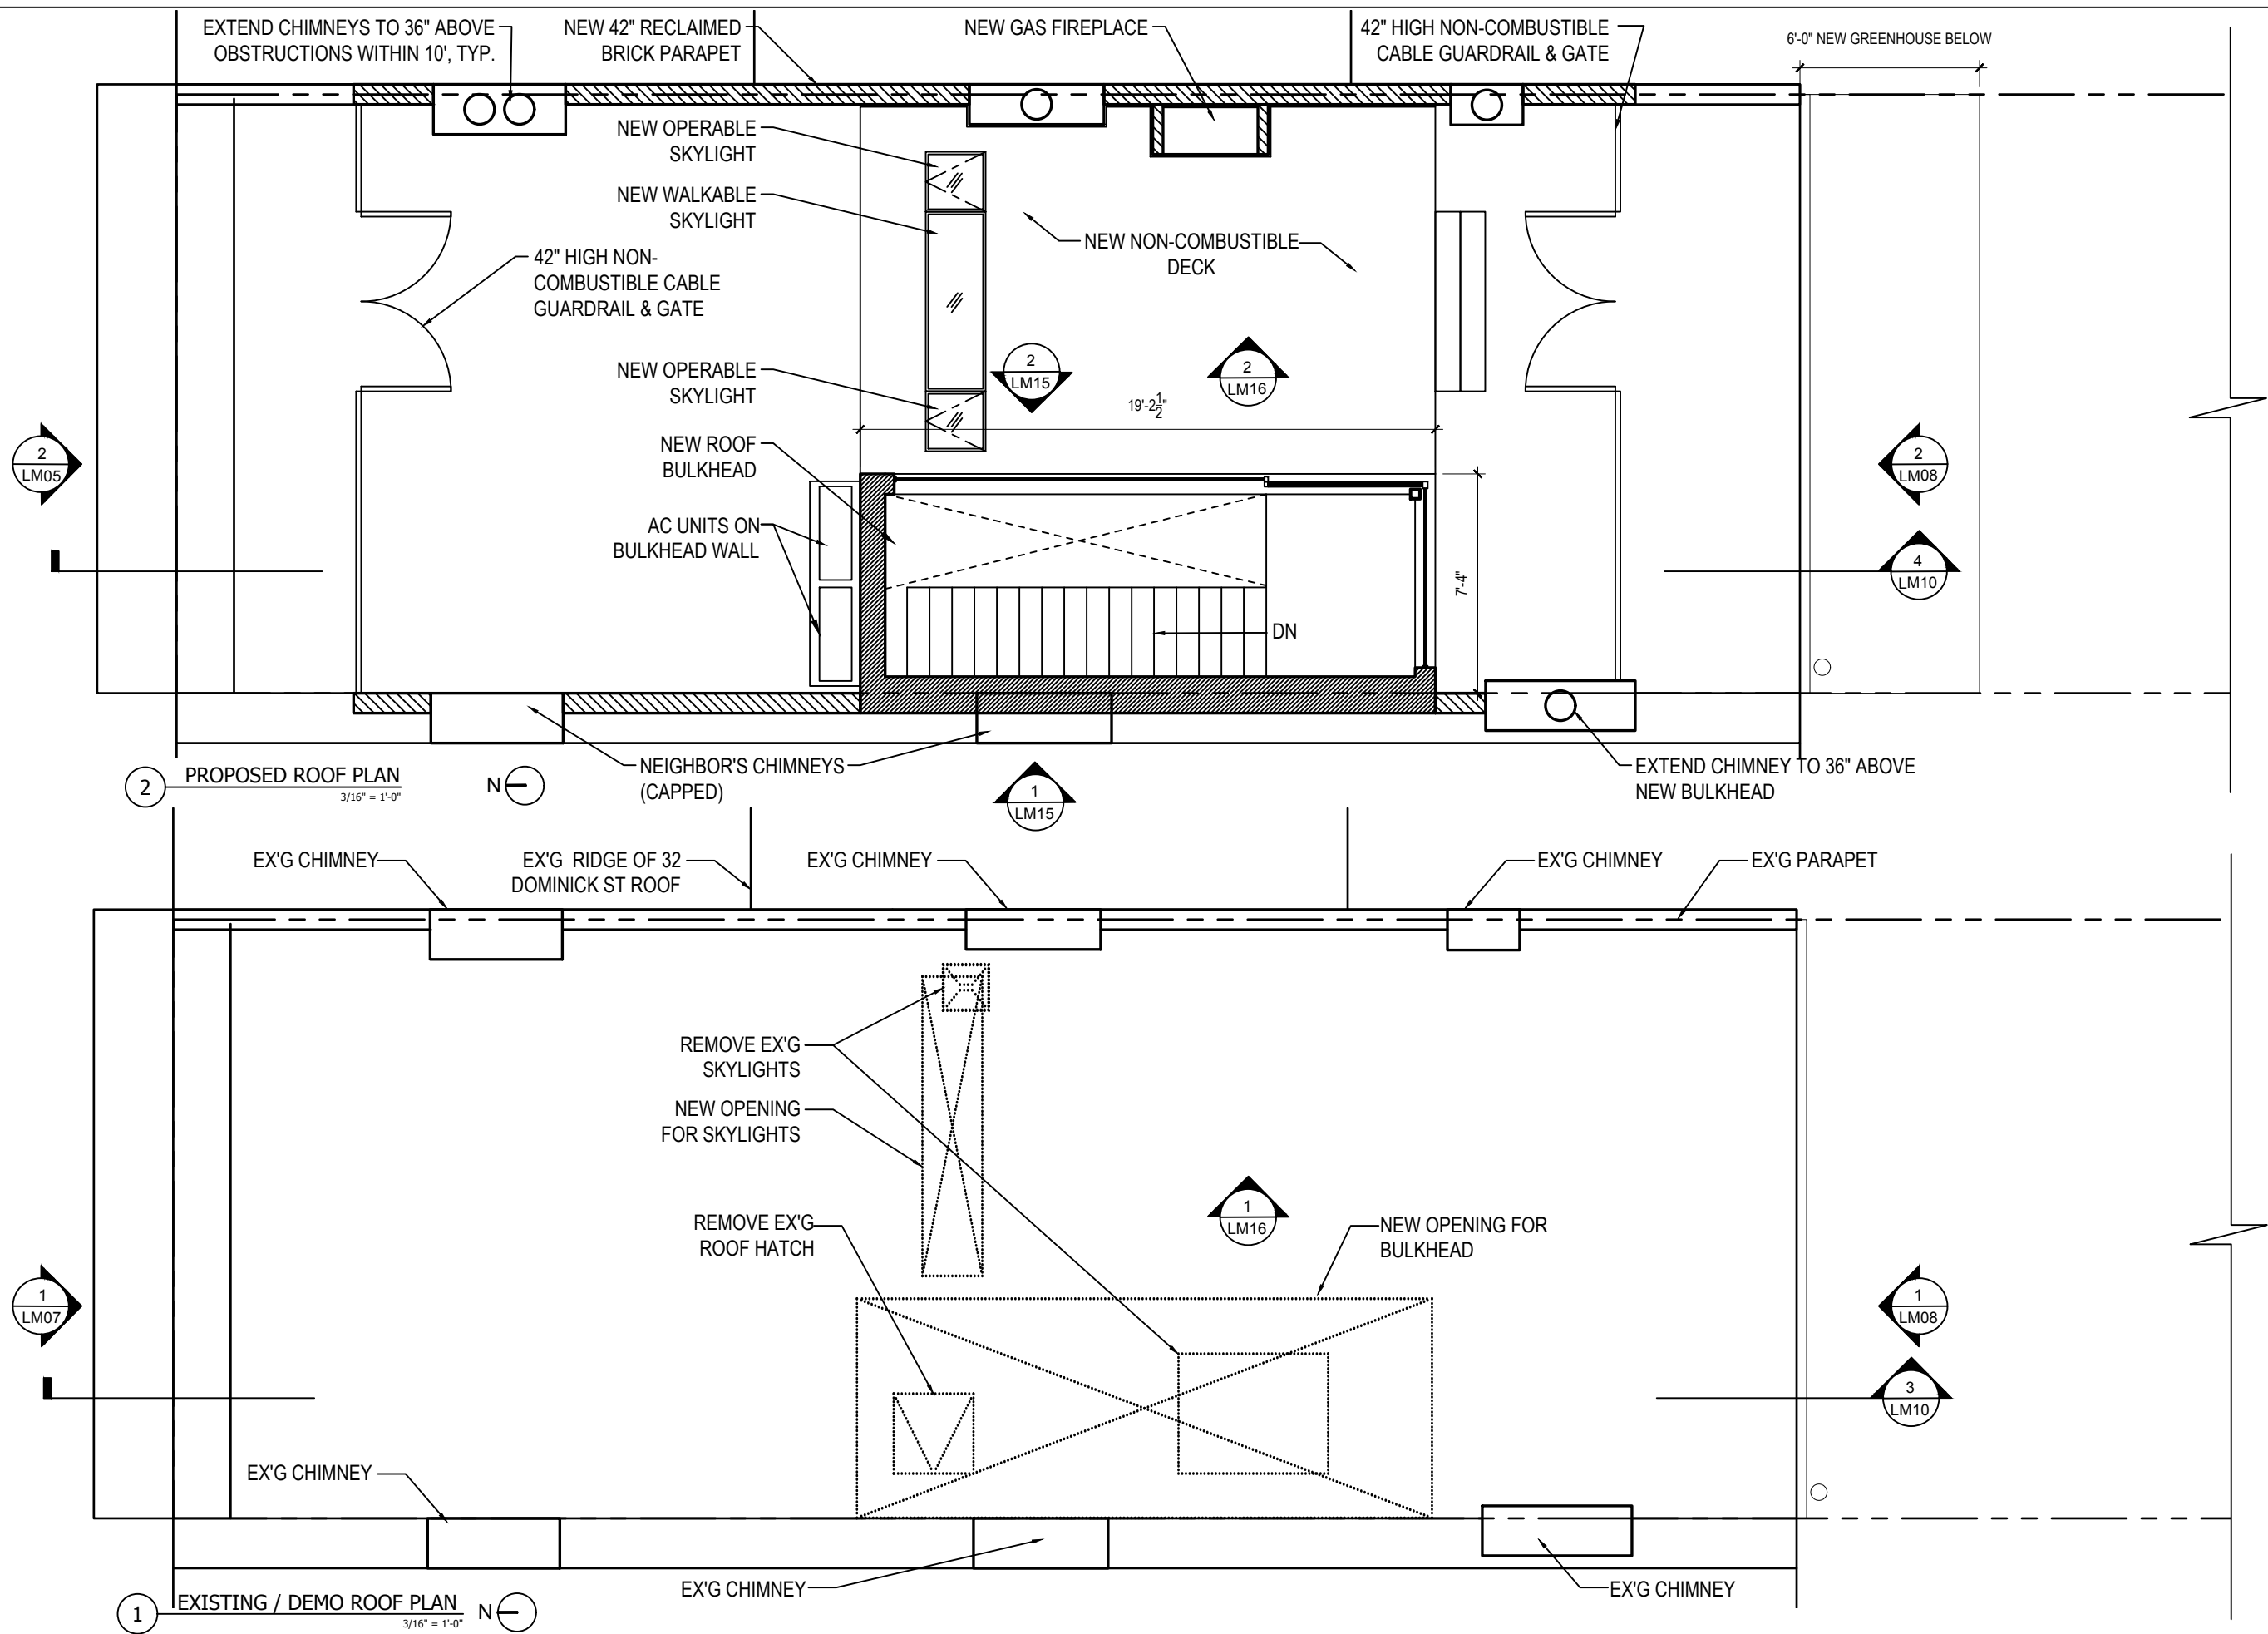 EXTEND CHIMNEYS TO 36" ABOVE
OBSTRUCTIONS WITHIN 10', TYP.
NEW 42" RECLAIMED
BRICK PARAPET
NEW GAS FIREPLACE
42" HIGH NON-COMBUSTIBLE
CABLE GUARDRAIL & GATE
6'-0" NEW GREENHOUSE BELOW
NEW OPERABLE
SKYLIGHT
NEW WALKABLE
SKYLIGHT
42" HIGH NON-
COMBUSTIBLE CABLE
GUARDRAIL & GATE
NEW NON-COMBUSTIBLE
DECK
NEW OPERABLE
SKYLIGHT
2
LM15
2
LM16
19'-2½"
NEW ROOF
BULKHEAD
2
LM05
2
LM08
AC UNITS ON
BULKHEAD WALL
4
LM10
7'-4"
DN
NEIGHBOR'S CHIMNEYS
(CAPPED)
EXTEND CHIMNEY TO 36" ABOVE
NEW BULKHEAD
2
PROPOSED ROOF PLAN
3/16" = 1'-0"
N
1
LM15
EX'G CHIMNEY
EX'G RIDGE OF 32
DOMINICK ST ROOF
EX'G CHIMNEY
EX'G CHIMNEY
EX'G PARAPET
REMOVE EX'G
SKYLIGHTS
NEW OPENING
FOR SKYLIGHTS
REMOVE EX'G
ROOF HATCH
1
LM16
NEW OPENING FOR
BULKHEAD
1
LM07
1
LM08
3
LM10
EX'G CHIMNEY
EX'G CHIMNEY
EX'G CHIMNEY
1
EXISTING / DEMO ROOF PLAN
3/16" = 1'-0"
N